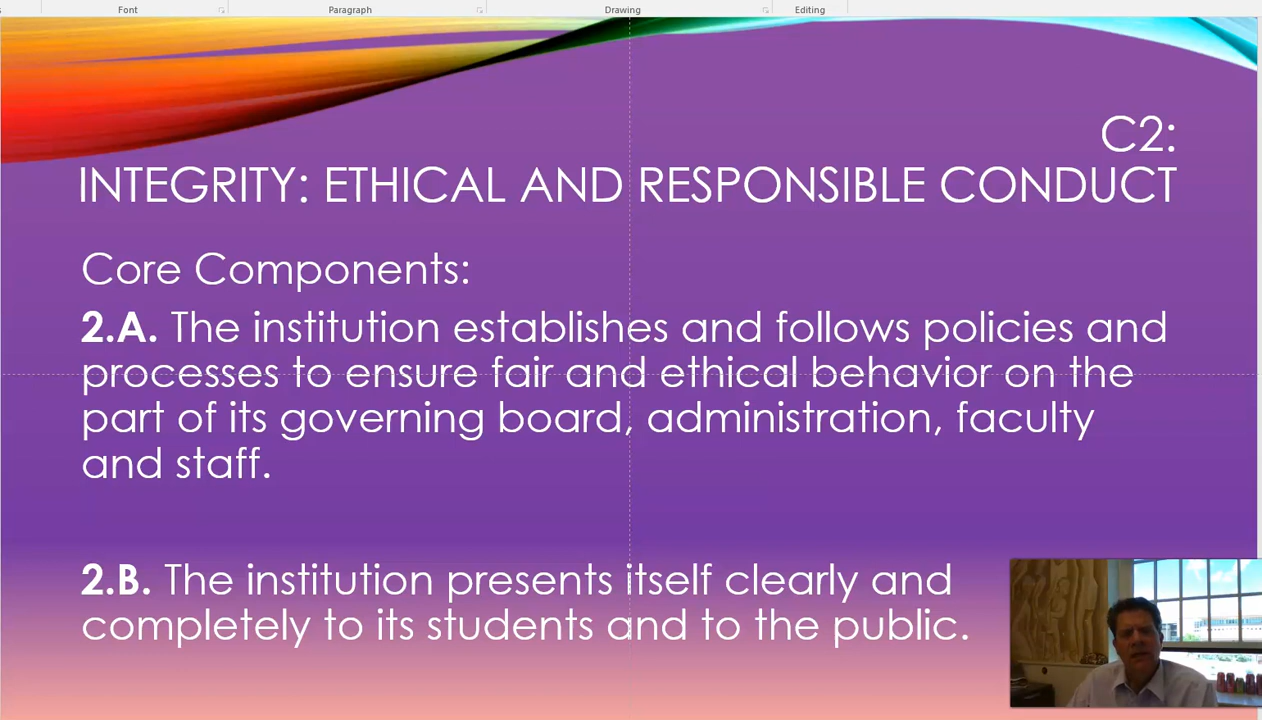 Font Paragraph Drawing Editing
C2:
INTEGRITY: ETHICAL AND RESPONSIBLE CONDUCT
Core Components:
2.A. The institution establishes and follows policies and
processes to ensure fair and ethical behavior on the
part of its governing board, administration, faculty
and staff.
2.B. The institution presents itself clearly and
completely to its students and to the public.